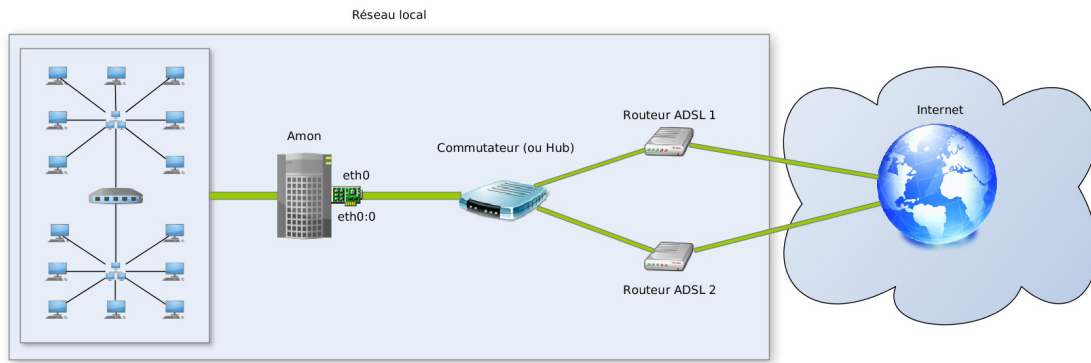 Réseau local
Internet
Routeur ADSL 1
Amon
Commutateur (ou Hub)
eth0
eth0:0
Routeur ADSL 2